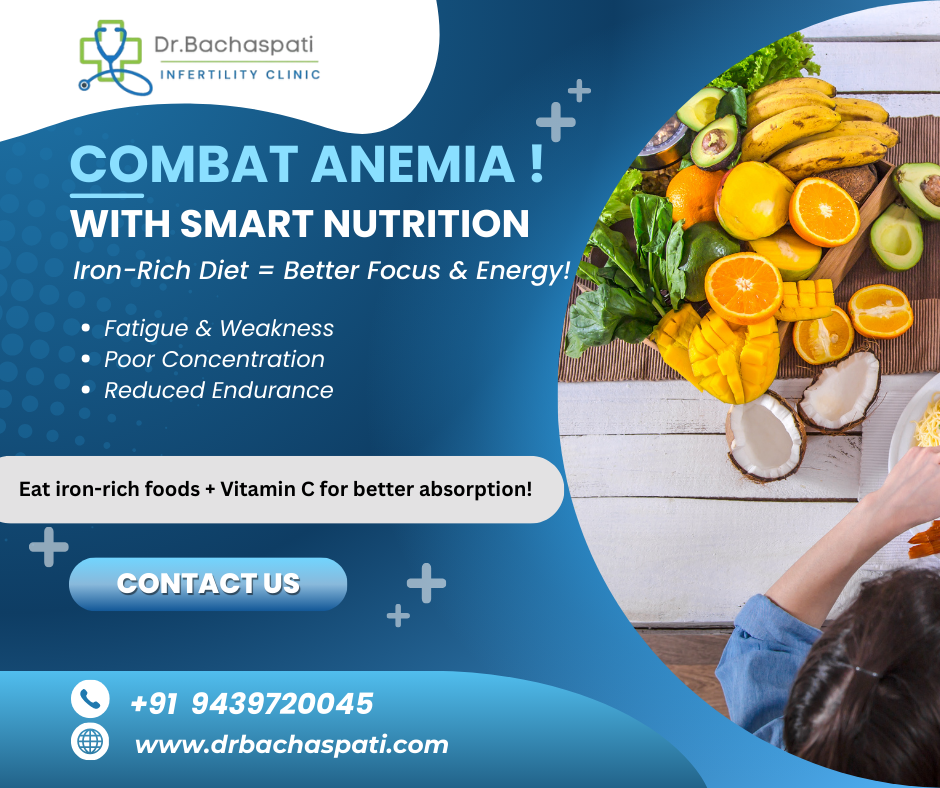 Dr.Bachaspati
INFERTILITY CLINIC
COMBAT ANEMIA !
WITH SMART NUTRITION
Iron-Rich Diet = Better Focus & Energy!
• Fatigue & Weakness
• Poor Concentration
• Reduced Endurance
Eat iron-rich foods + Vitamin C for better absorption!
CONTACT US
+91 9439720045
www.drbachaspati.com